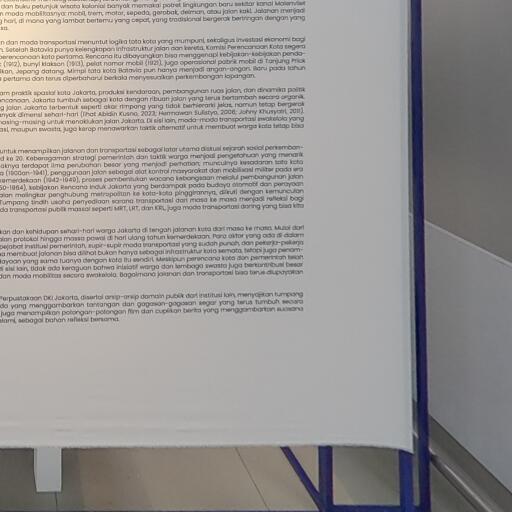 dan buku petunjuk wisata kolonial banyak memakai potret lingkungan baru sekitar kanal Molenvliet
moda mobilitasnya: mobil, trem, motor, sepeda, gerobak, delman, atau jalan kaki. Jalanan menjadi
hari, di mana yang lambat bertemu yang cepat, yang tradisional bergerak beriringan dengan yang
n dan moda transportasi menuntut logika tata kota yang mumpuni, sekaligus investasi ekonomi bagi
. Setelah Batavia punya kelengkapan infrastruktur jalan dan kereta, Komisi Perencanaan Kota segera
perencanaan kota pertama. Rencana itu dibayangkan bisa menggenapi kebijakan-kebijakan penda-
(1912), bunyi klakson (1913), pelat nomor mobil (1921), juga operasional pabrik mobil di Tanjung Priok
kan, Jepang datang. Mimpi tata kota Batavia pun hanya menjadi angan-angan. Baru pada tahun
pertama dan terus diperbaharui berkala menyesuaikan perkembangan lapangan.
am praktik spasial kota Jakarta, produksi kendaraan, pembangunan ruas jalan, dan dinamika politik
ncanaan. Jakarta tumbuh sebagai kota dengan ribuan jalan yang terus bertambah secara organik.
g jalan Jakarta terbentuk seperti akar rimpang yang tidak berhierarki jelas, namun tetap bergerak
nyak dimensi sehari-hari (lihat Abidin Kusno, 2023; Hermawan Sulistyo, 2006; Johny Khusyairi, 2011).
masing-masing untuk menaklukan jalan Jakarta. Di sisi lain, moda-moda transportasi swakelola yang
asi, maupun swasta, juga kerap menawarkan taktik alternatif untuk membuat warga kota tetap bisa
untuk menampilkan jalanan dan transportasi sebagai latar utama diskusi sejarah sosial perkemban-
d ke 20. Keberagaman strategi pemerintah dan taktik warga menjadi pengetahuan yang menarik
aknya terdapat lima perubahan besar yang menjadi perhatian; munculnya kesadaran tata kota
a (1900an-1941), penggunaan jalan sebagai alat kontrol masyarakat dan mobilisasi militer pada era
kemerdekaan (1942-1949), proses pembentukan wacana kebangsaan melalui pembangunan jalan
50-1964), kebijakan Rencana Induk Jakarta yang berdampak pada budaya otomotif dan perayaan
alan melingkar penghubung metropolitan ke kota-kota pinggirannya, diikuti dengan kemunculan
Tumpang tindih usaha penyediaan sarana transportasi dari masa ke masa menjadi refleksi bagi
da transportasi publik massal seperti MRT, LRT, dan KRL, juga moda transportasi daring yang bisa kita
kan dan kehidupan sehari-hari warga Jakarta di tengah jalanan kota dari masa ke masa. Mulai dari
alan protokol hingga massa pawai di hari ulang tahun kemerdekaan. Para aktor yang ada di dalam
pejabat institusi pemerintah, supir-supir moda transportasi yang sudah punah, dan pekerja-pekerja
na membuat jalanan bisa dilihat bukan hanya sebagai infrastruktur kota semata, tetapi juga penam-
dayaan yang sama tuanya dengan kota itu sendiri. Meskipun perencana kota dan pemerintah telah
di sisi lain, tidak ada keraguan bahwa inisiatif warga dan lembaga swasta juga berkontribusi besar
dan moda mobilitas secara swakelola. Bagaimana jalanan dan transportasi bisa terus diupayakan
Perpustakaan DKI Jakarta, disertai arsip-arsip domain publik dari institusi lain, menyajikan tumpang
da yang menggambarkan tantangan dan gagasan-gagasan segar yang terus tumbuh secara
juga menampilkan potongan-potongan film dan cuplikan berita yang menggambarkan suasana
alami, sebagai bahan refleksi bersama.